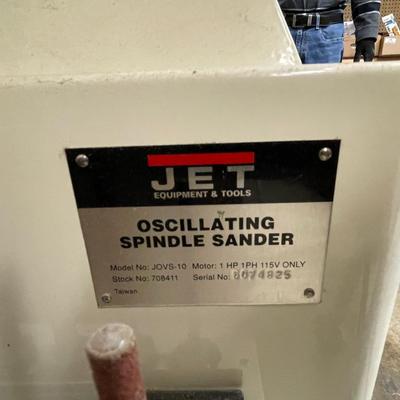 JET
EQUIPMENT & TOOLS
OSCILLATING
SPINDLE SANDER
Model No: JOVS-10 Motor: 1 HP 1PH 115V ONLY
Stock No: 708411 Serial No: 0074825
Taiwan